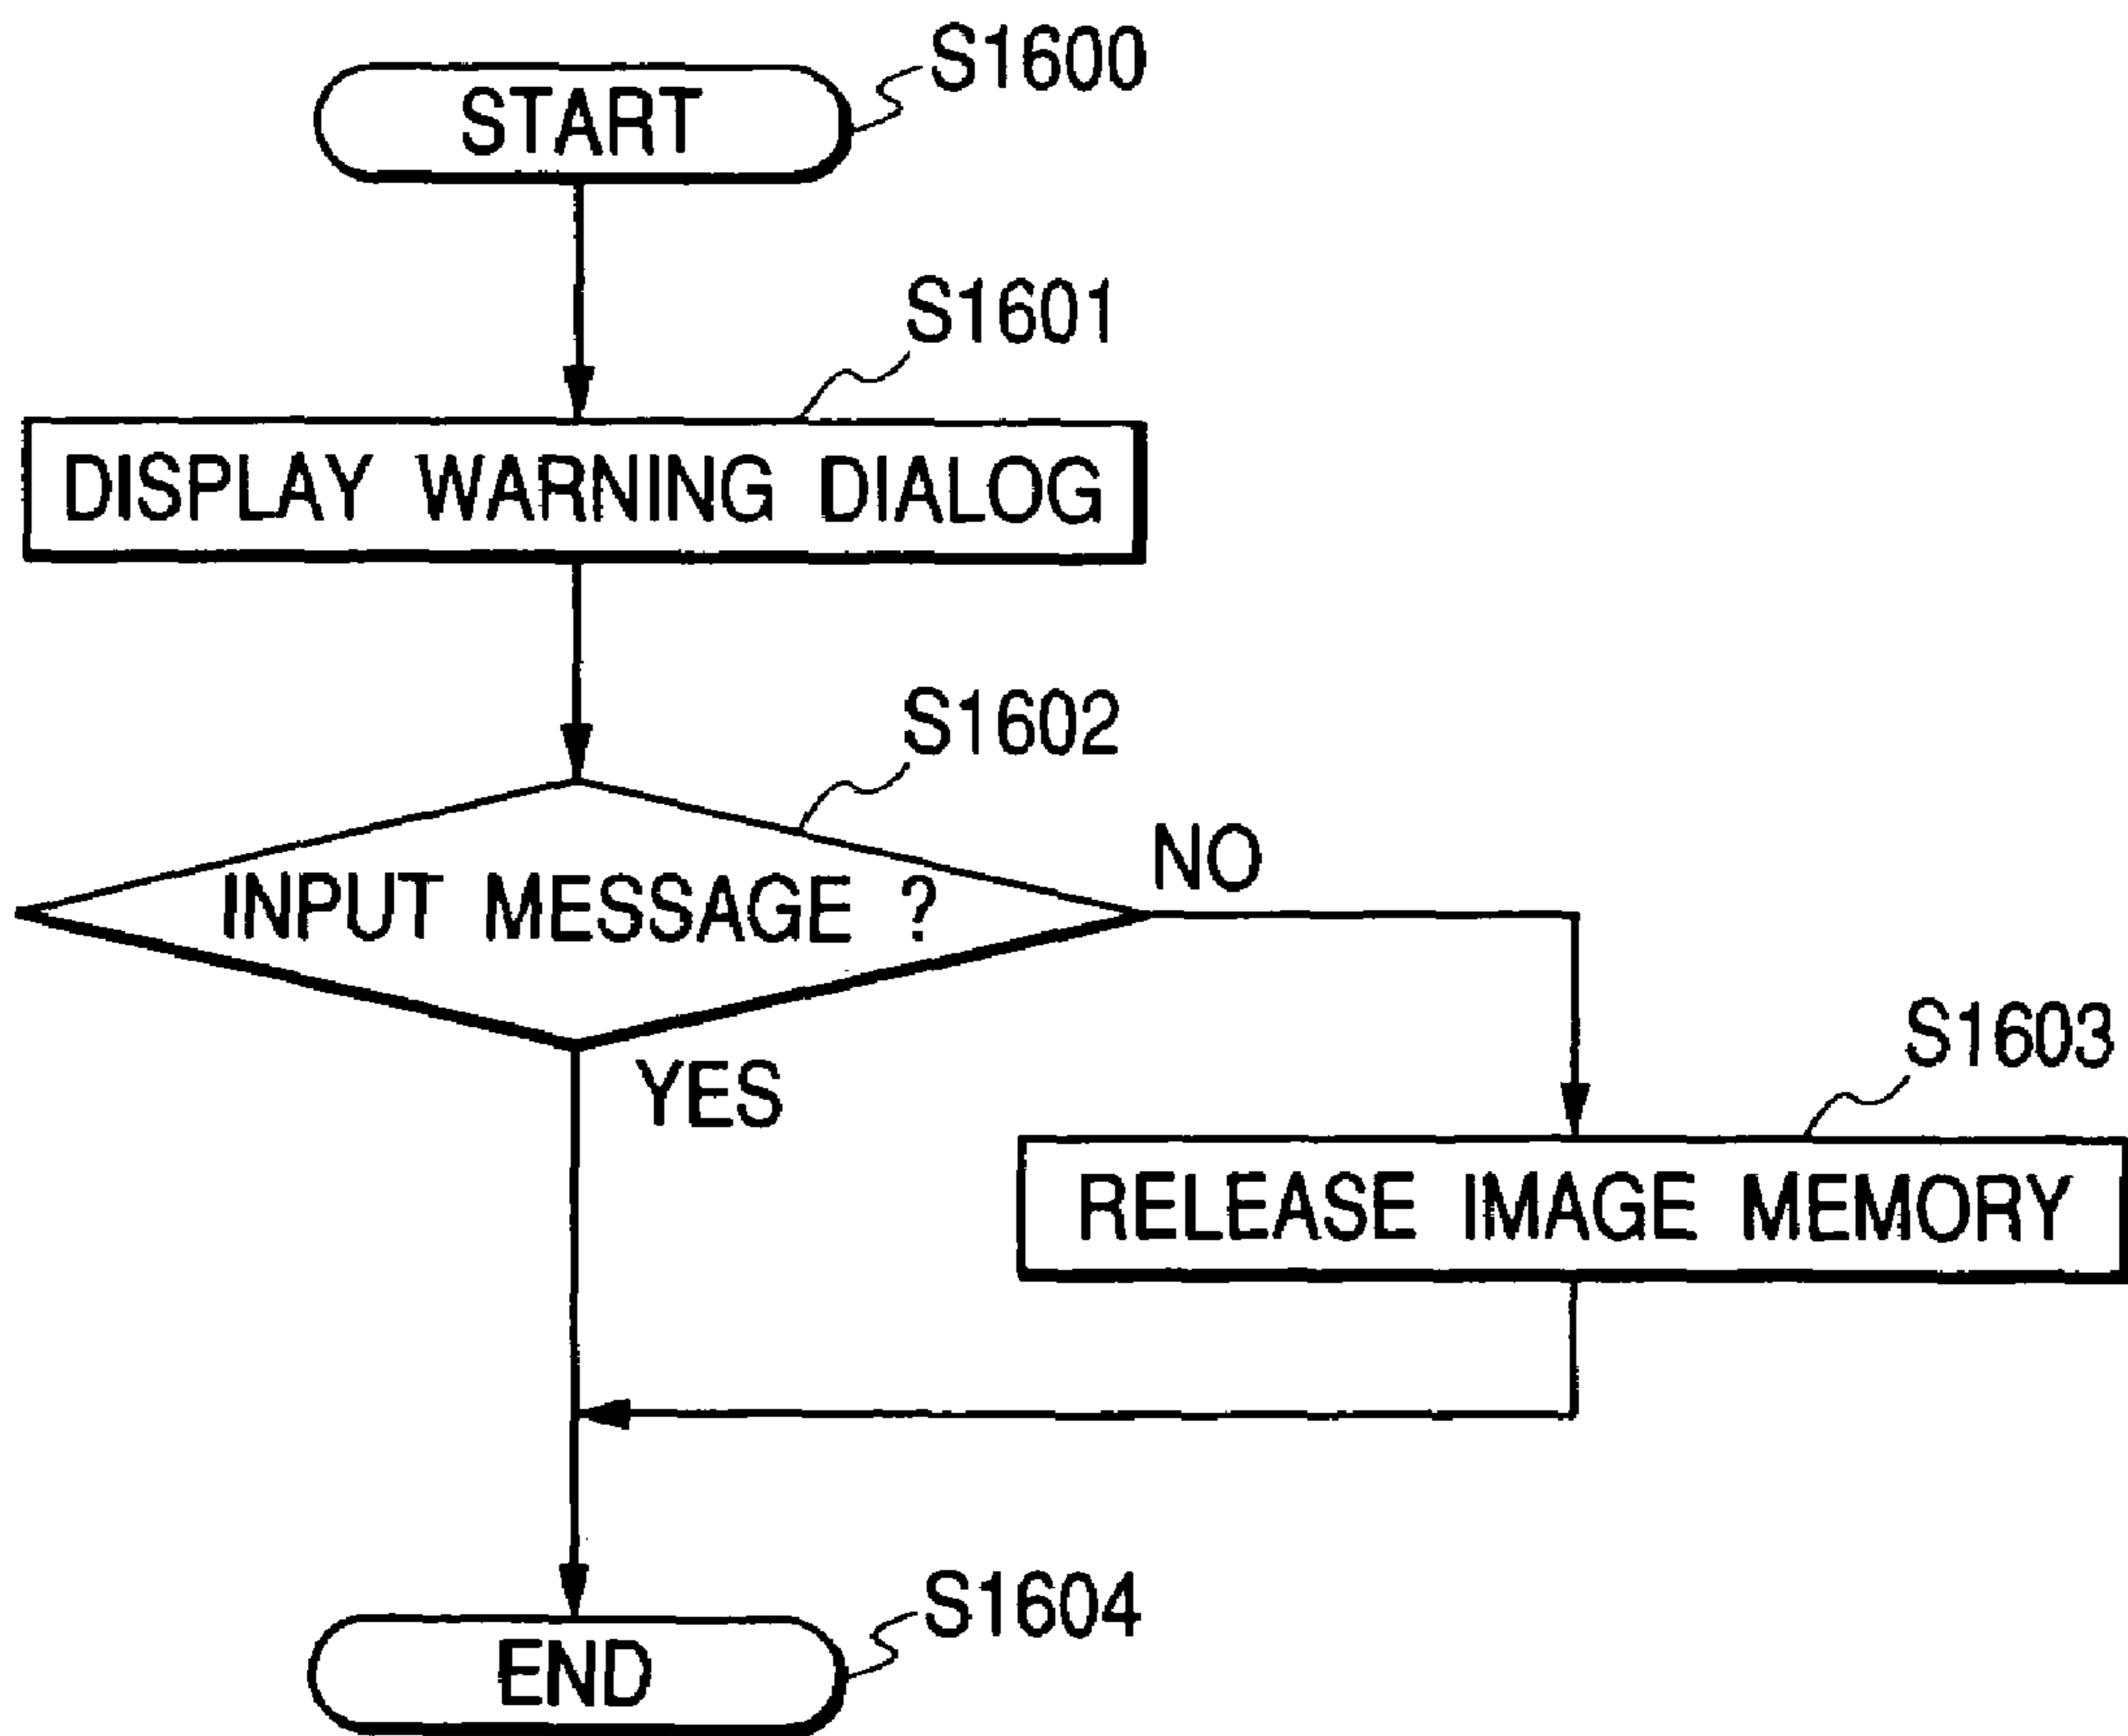 S1600
START
S1601
DISPLAY WARNING DIALOG
S1602
INPUT MESSAGE ?
NO
YES
S1603
RELEASE IMAGE MEMORY
S1604
END